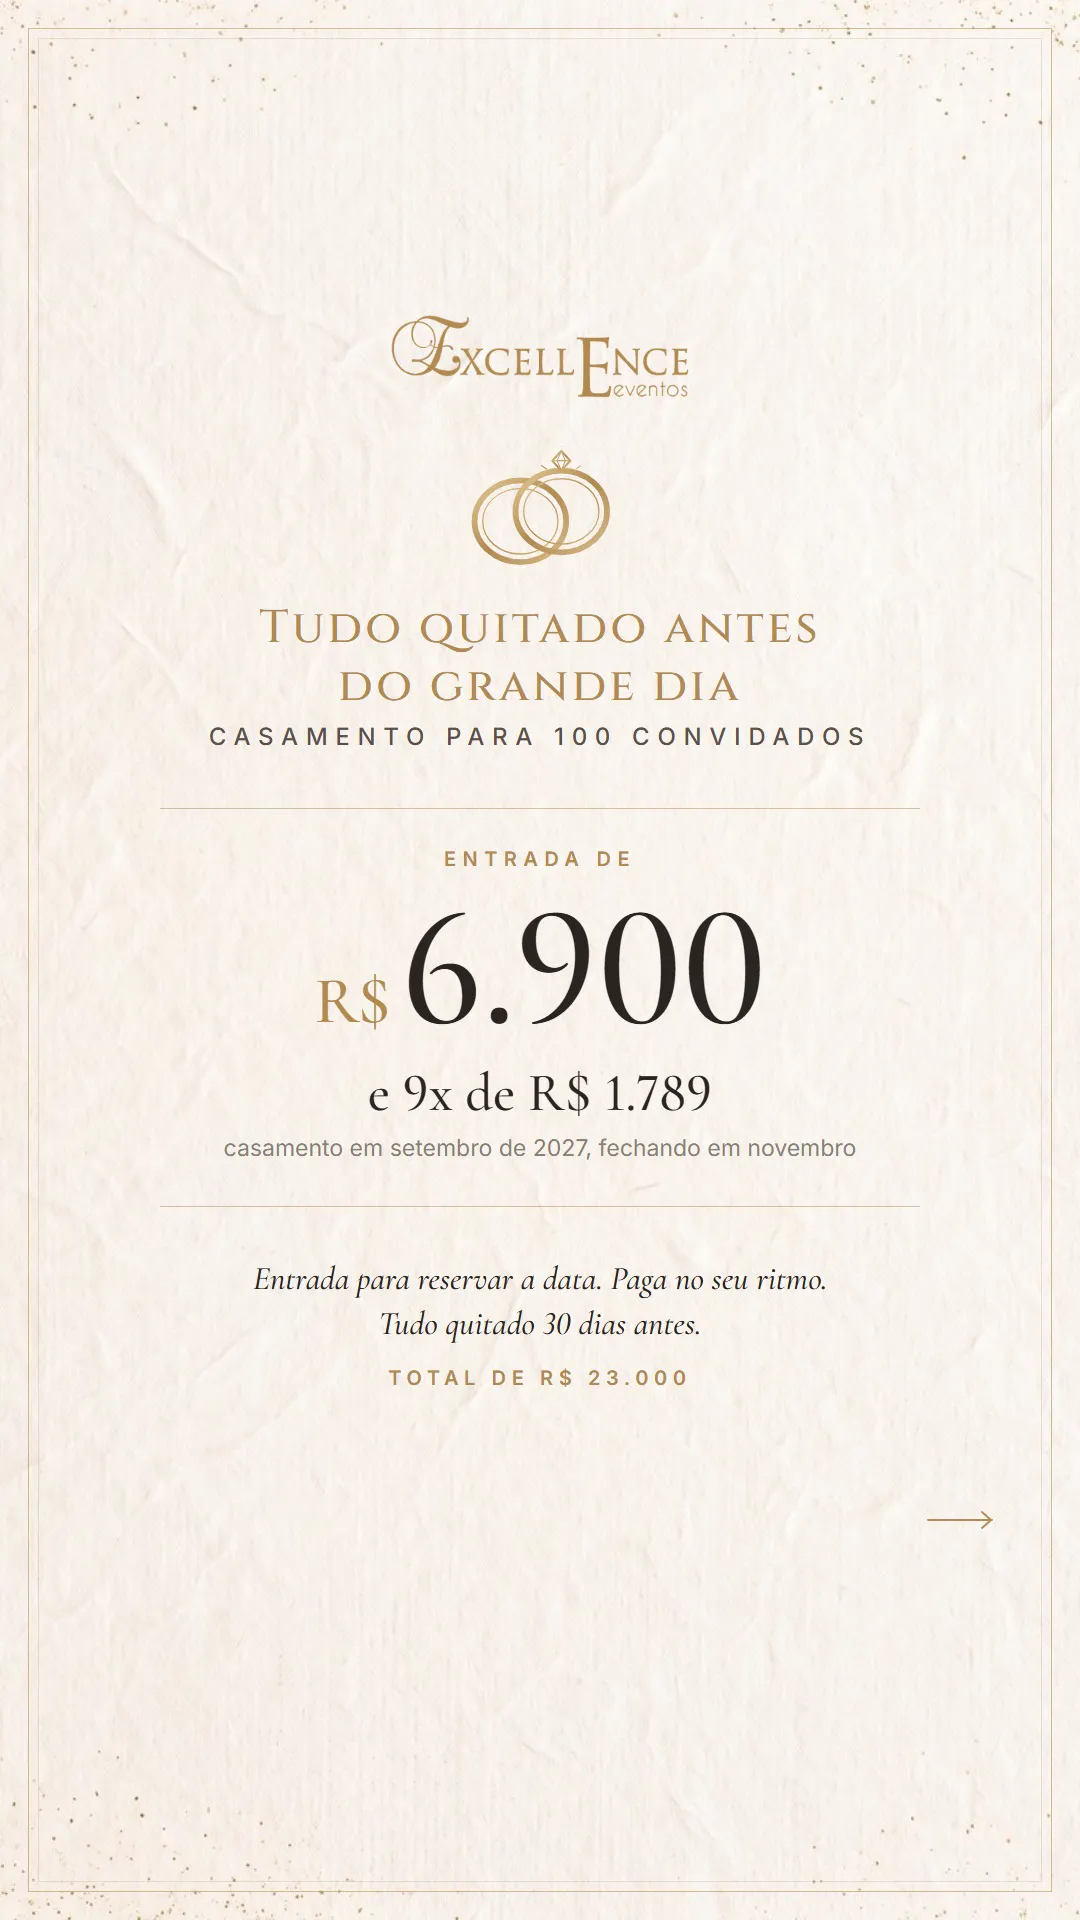 EXCELLENCE
eventos
TUDO QUITADO ANTES
DO GRANDE DIA
CASAMENTO PARA 100 CONVIDADOS
ENTRADA DE
R$ 6.900
e 9x de R$ 1.789
casamento em setembro de 2027, fechando em novembro
Entrada para reservar a data. Paga no seu ritmo.
Tudo quitado 30 dias antes.
TOTAL DE R$ 23.000